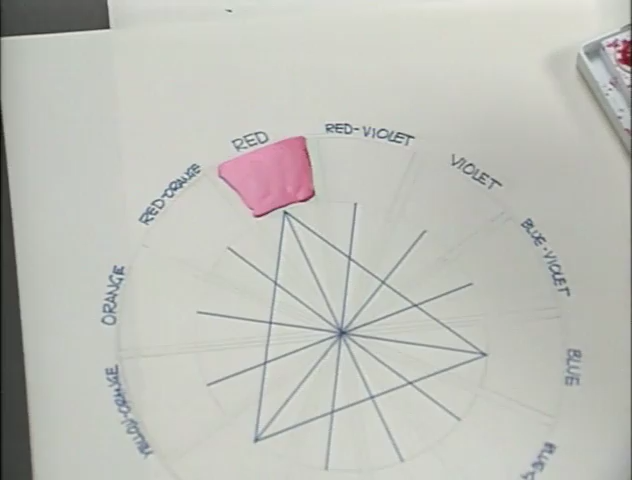 RED
RED-VIOLET
VIOLET
BLUE-VIOLET
BLUE
RED-ORANGE
ORANGE
YELLOW-ORANGE